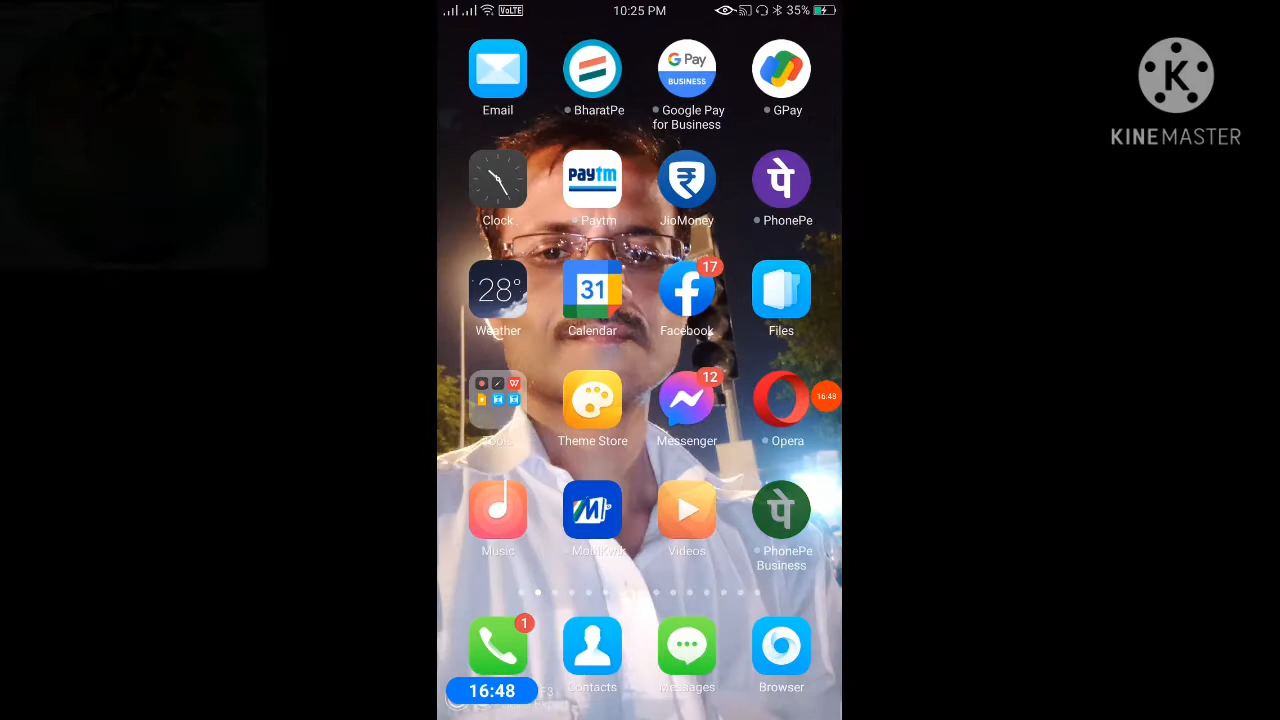 VoLTE
10:25 PM
35%
G Pay
BUSINESS
Email
BharatPe
Google Pay
for Business
GPay
K
KINEMASTER
paytm
₹
पे
Clock
Paytm
JioMoney
PhonePe
28°
31
17
Weather
Calendar
Facebook
Files
12
16:48
Tools
Theme Store
Messenger
Opera
पे
Music
MobiKwik
Videos
PhonePe
Business
1
16:48
Contacts
Messages
Browser